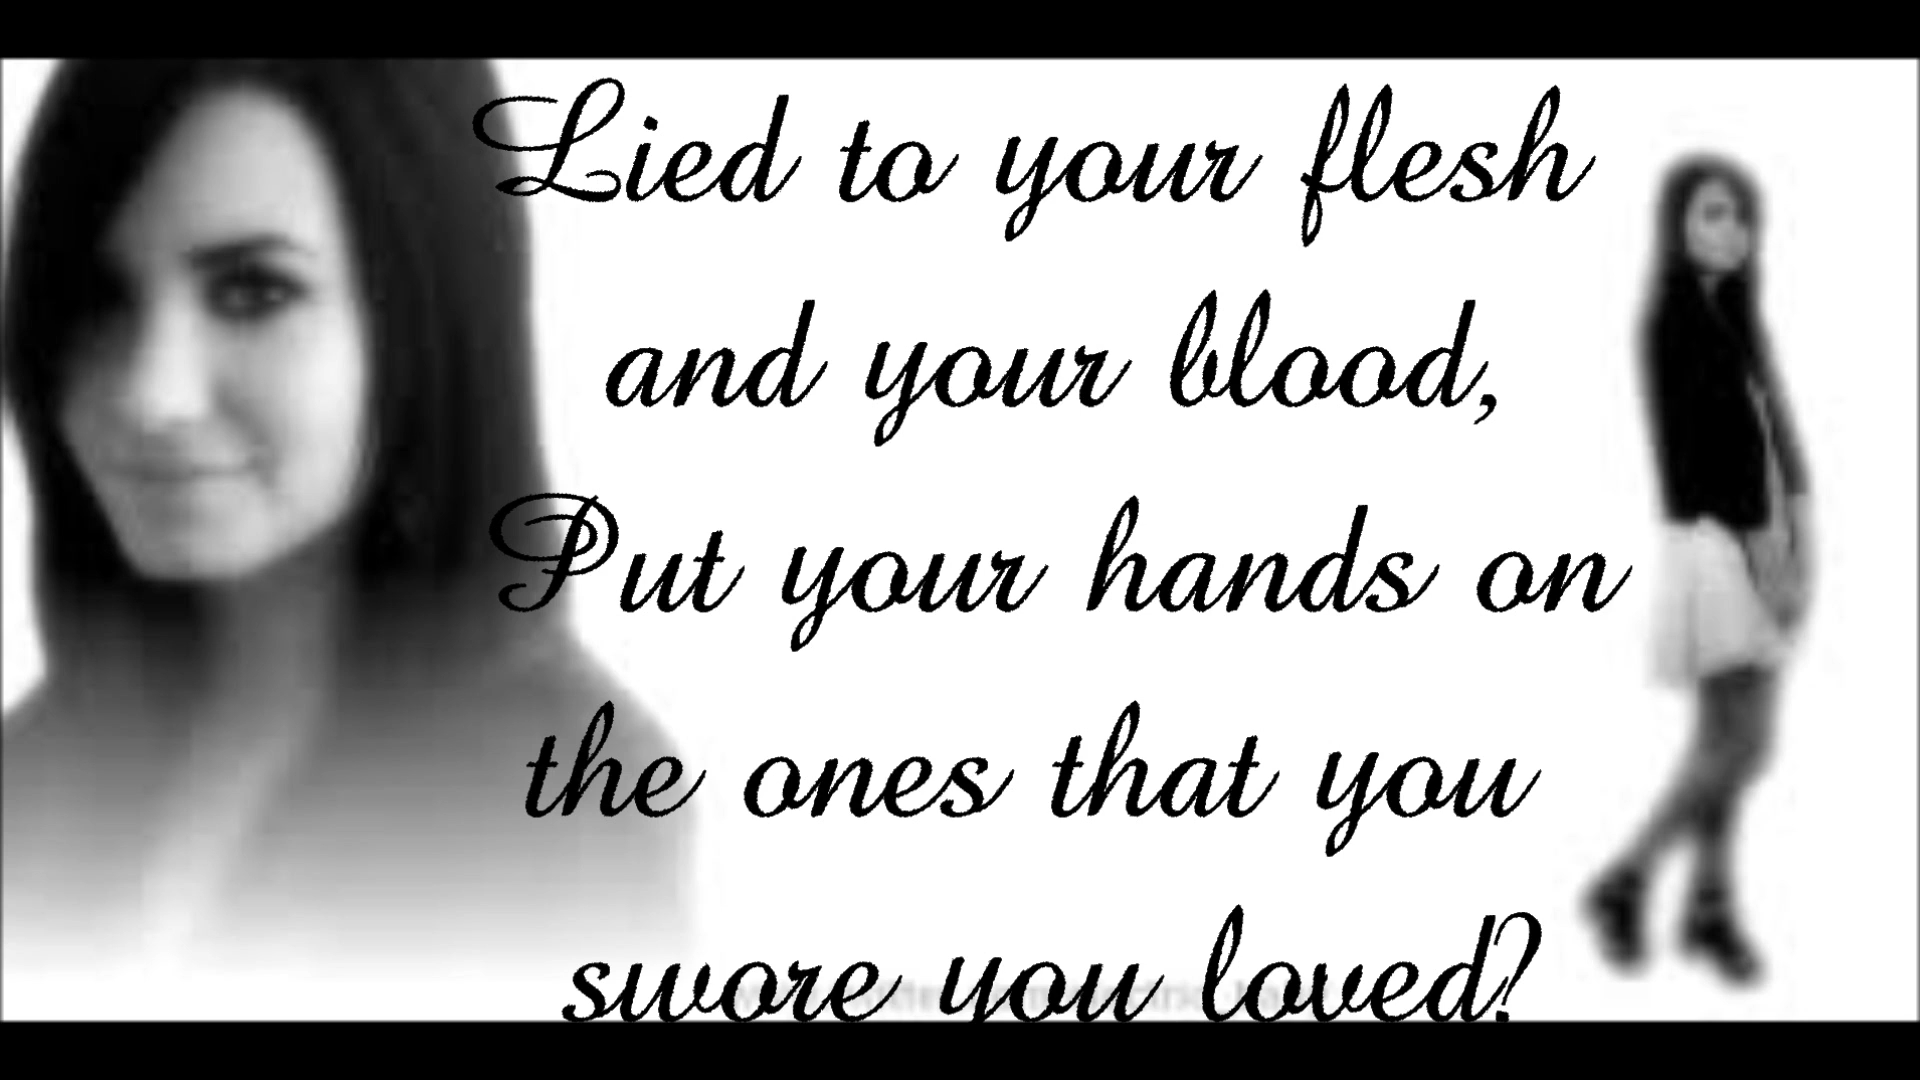 Lied to your flesh
and your blood,
Put your hands on
the ones that you
swore you loved?